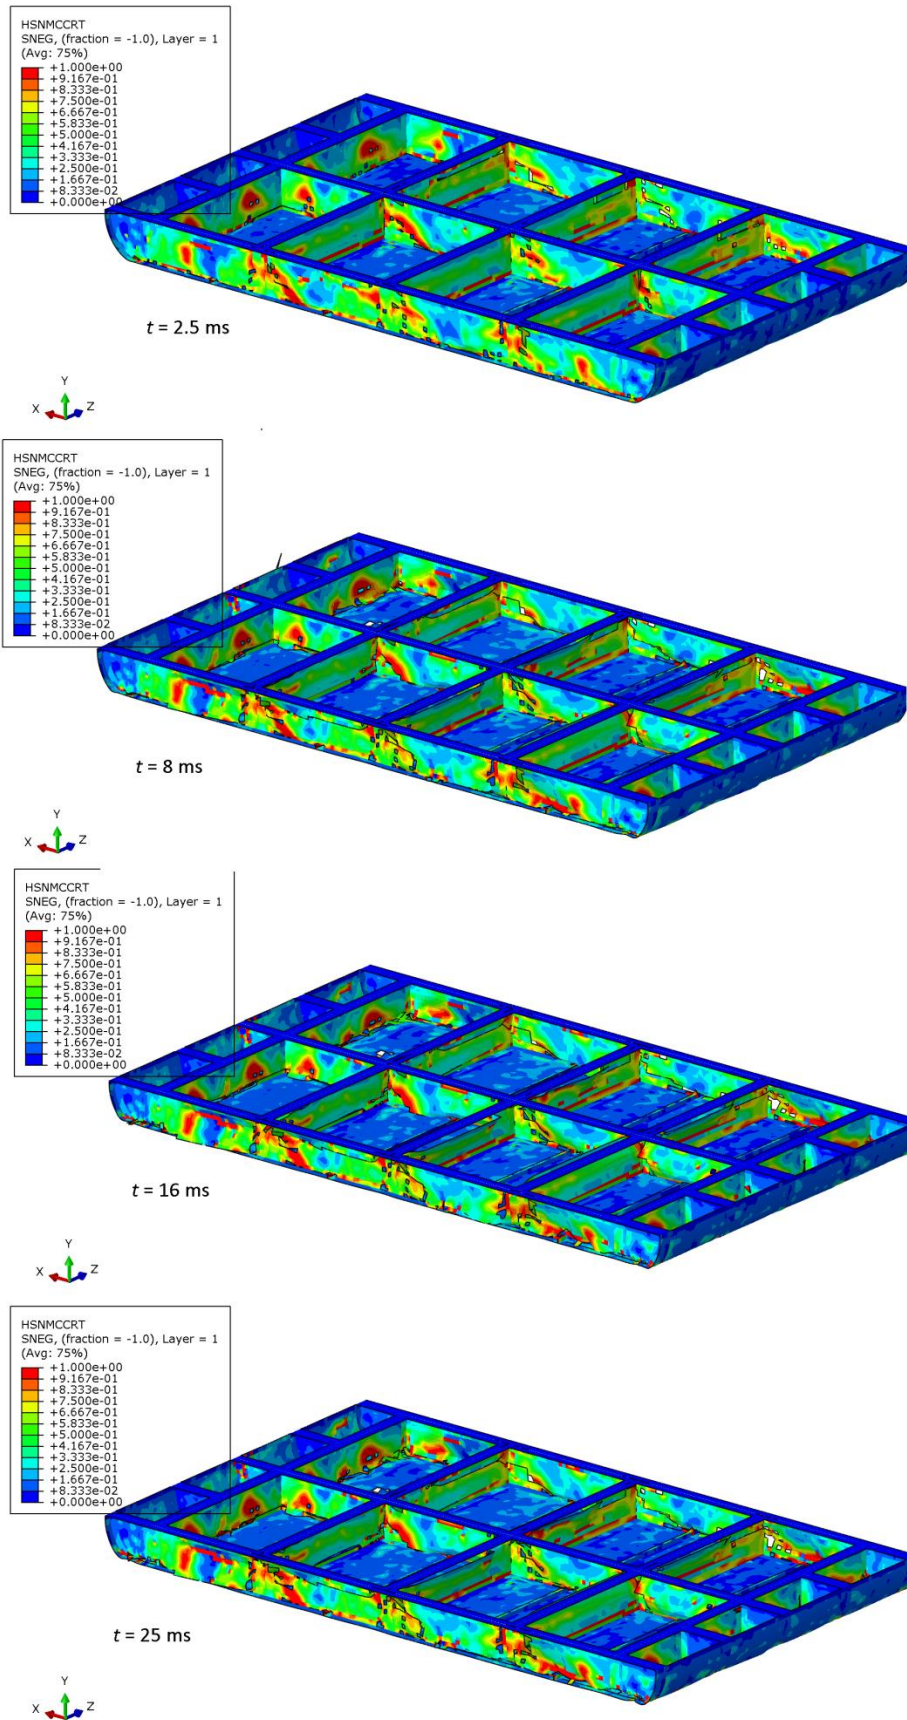 HSNMCCRT
SNEG, (fraction = -1.0), Layer = 1
(Avg: 75%)
+1.000e+00
+9.167e-01
+8.333e-01
+7.500e-01
+6.667e-01
+5.833e-01
+5.000e-01
+4.167e-01
+3.333e-01
+2.500e-01
+1.667e-01
+8.333e-02
+0.000e+00
t = 2.5 ms
Y
X
Z
HSNMCCRT
SNEG, (fraction = -1.0), Layer = 1
(Avg: 75%)
+1.000e+00
+9.167e-01
+8.333e-01
+7.500e-01
+6.667e-01
+5.833e-01
+5.000e-01
+4.167e-01
+3.333e-01
+2.500e-01
+1.667e-01
+8.333e-02
+0.000e+00
t = 8 ms
Y
X
Z
HSNMCCRT
SNEG, (fraction = -1.0), Layer = 1
(Avg: 75%)
+1.000e+00
+9.167e-01
+8.333e-01
+7.500e-01
+6.667e-01
+5.833e-01
+5.000e-01
+4.167e-01
+3.333e-01
+2.500e-01
+1.667e-01
+8.333e-02
+0.000e+00
t = 16 ms
Y
X
Z
HSNMCCRT
SNEG, (fraction = -1.0), Layer = 1
(Avg: 75%)
+1.000e+00
+9.167e-01
+8.333e-01
+7.500e-01
+6.667e-01
+5.833e-01
+5.000e-01
+4.167e-01
+3.333e-01
+2.500e-01
+1.667e-01
+8.333e-02
+0.000e+00
t = 25 ms
Y
X
Z